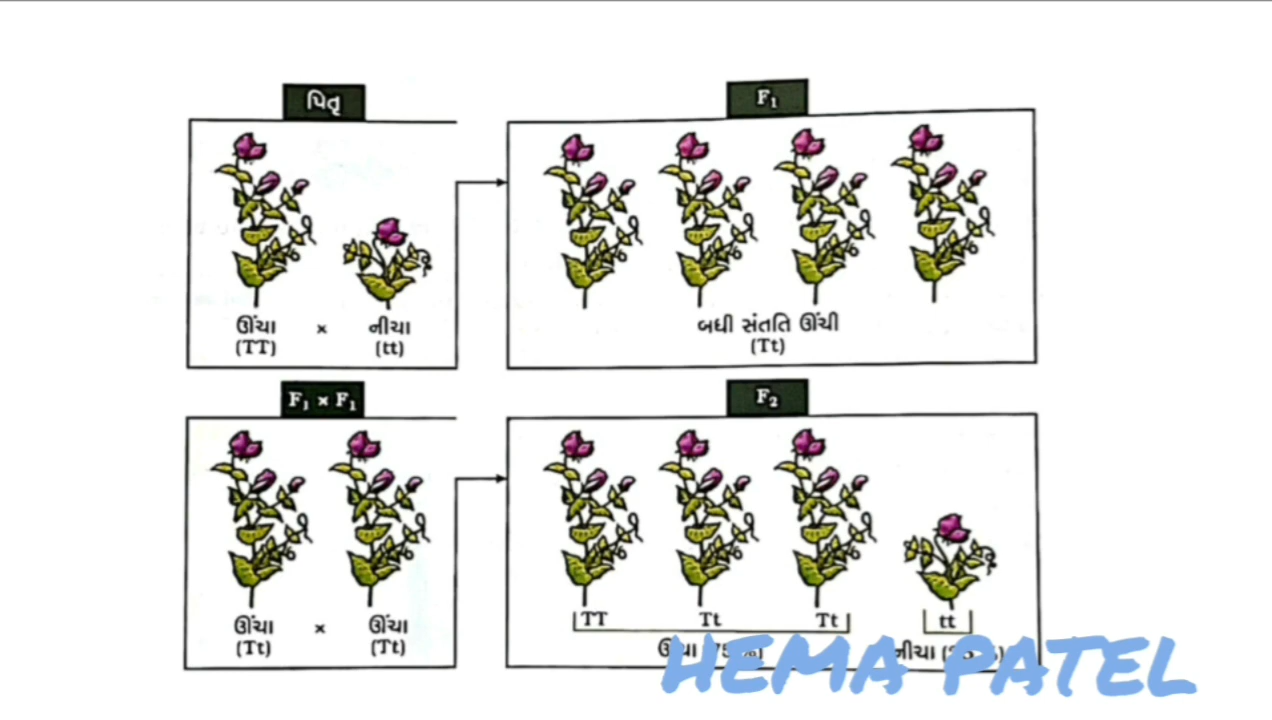 પિતૃ
ઊંચા × નીચા
(TT) (tt)
F₁
બધી સંતતિ ઊંચી
(Tt)
F₁ × F₁
ઊંચા × ઊંચા
(Tt) (Tt)
F₂
TT Tt Tt tt
નીચા
HEMA PATEL